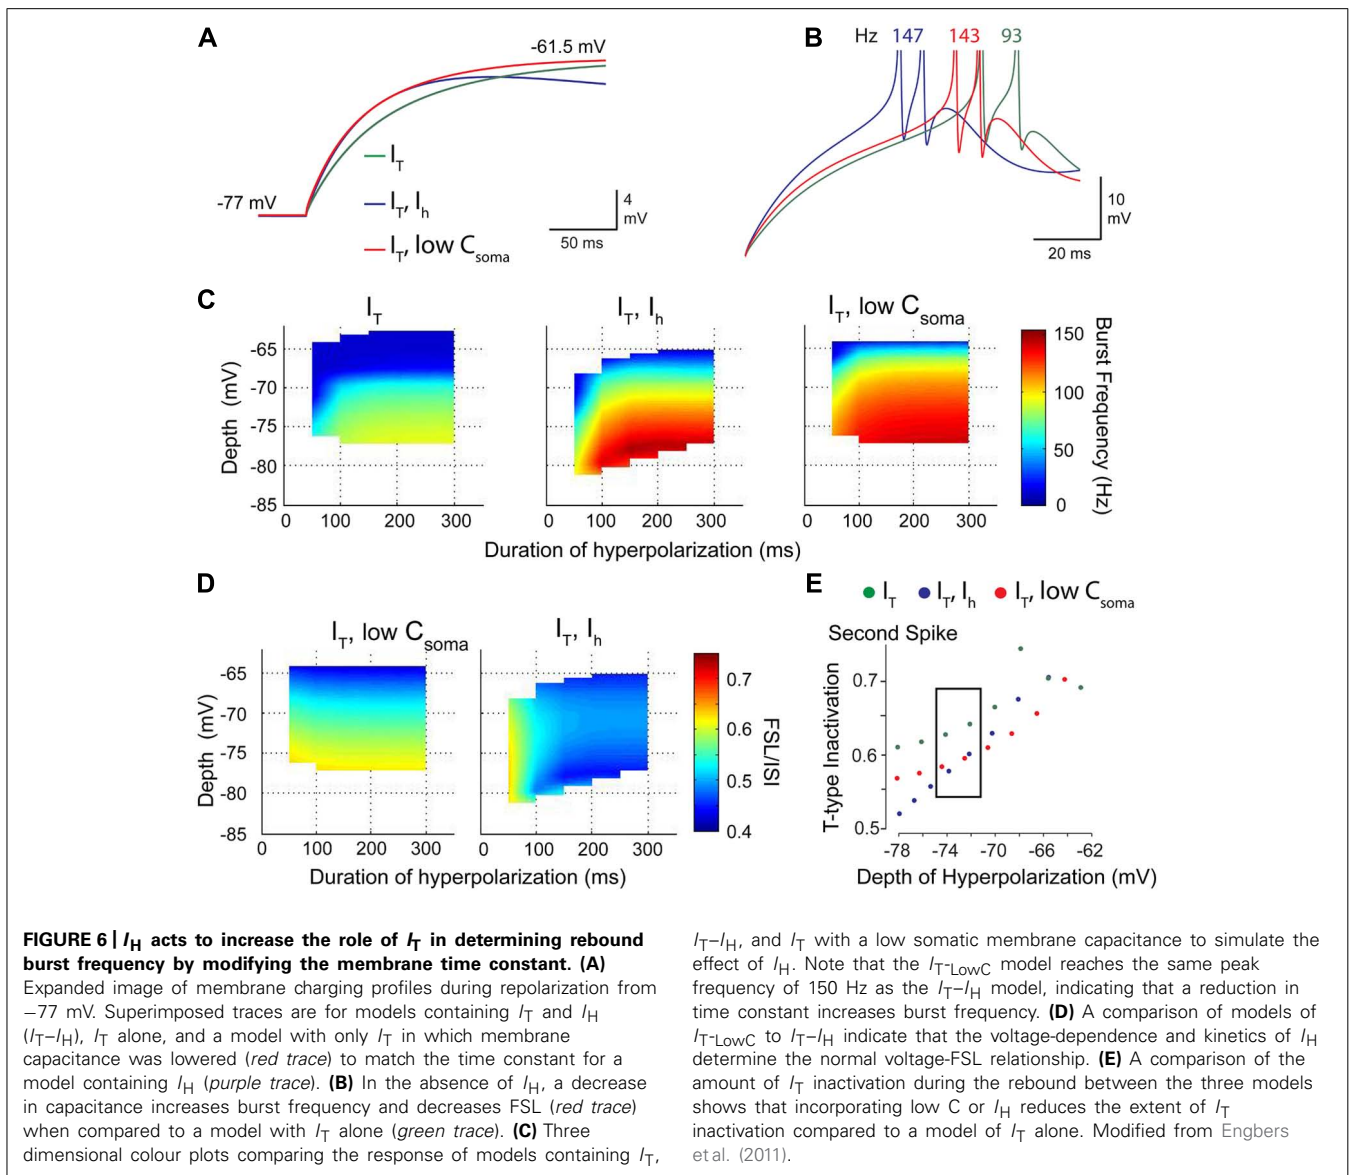 A
-61.5 mV
-77 mV
I_T
I_T, I_h
I_T, low C_soma
4
mV
50 ms
B
Hz 147 143 93
10
mV
20 ms
C
I_T
I_T, I_h
I_T, low C_soma
Depth (mV)
-65
-70
-75
-80
-85
0 100 200 300
0 100 200 300
0 100 200 300
150
100
50
0
Burst Frequency (Hz)
Duration of hyperpolarization (ms)
D
I_T, low C_soma
I_T, I_h
Depth (mV)
-65
-70
-75
-80
-85
0 100 200 300
0 100 200 300
0.7
0.6
0.5
0.4
FSL/ISI
Duration of hyperpolarization (ms)
E
I_T I_T, I_h I_T, low C_soma
Second Spike
T-type Inactivation
0.7
0.6
0.5
-78 -74 -70 -66 -62
Depth of Hyperpolarization (mV)
FIGURE 6 | I_H acts to increase the role of I_T in determining rebound
burst frequency by modifying the membrane time constant. (A)
Expanded image of membrane charging profiles during repolarization from
−77 mV. Superimposed traces are for models containing I_T and I_H
(I_T–I_H), I_T alone, and a model with only I_T in which membrane
capacitance was lowered (red trace) to match the time constant for a
model containing I_H (purple trace). (B) In the absence of I_H, a decrease
in capacitance increases burst frequency and decreases FSL (red trace)
when compared to a model with I_T alone (green trace). (C) Three
dimensional colour plots comparing the response of models containing I_T,
I_T–I_H, and I_T with a low somatic membrane capacitance to simulate the
effect of I_H. Note that the I_T-LowC model reaches the same peak
frequency of 150 Hz as the I_T–I_H model, indicating that a reduction in
time constant increases burst frequency. (D) A comparison of models of
I_T-LowC to I_T–I_H indicate that the voltage-dependence and kinetics of I_H
determine the normal voltage-FSL relationship. (E) A comparison of the
amount of I_T inactivation during the rebound between the three models
shows that incorporating low C or I_H reduces the extent of I_T
inactivation compared to a model of I_T alone. Modified from Engbers
et al. (2011).